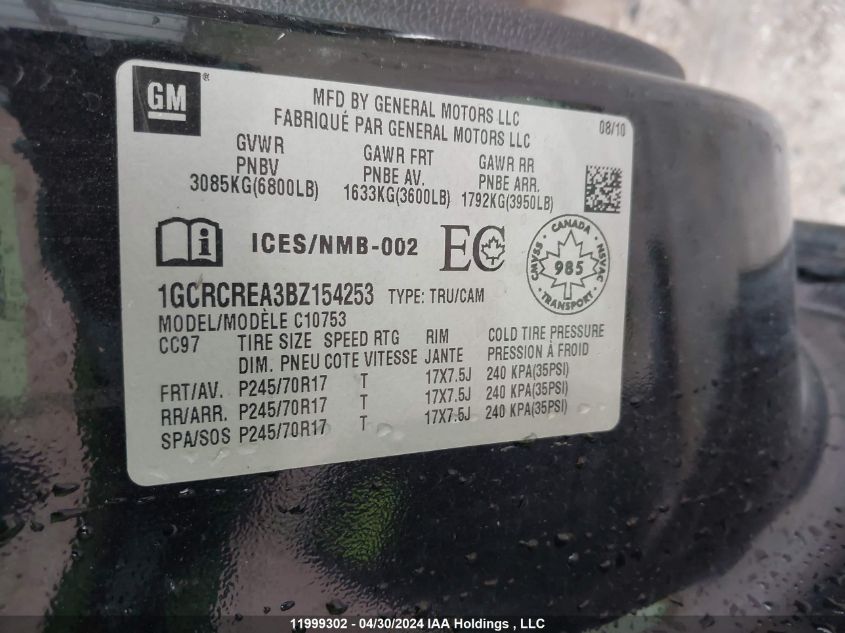 GM ®
MFD BY GENERAL MOTORS LLC
FABRIQUÉ PAR GENERAL MOTORS LLC
08/10
GVWR GAWR FRT GAWR RR
PNBV PNBE AV. PNBE ARR.
3085KG(6800LB) 1633KG(3600LB) 1792KG(3950LB)
i ICES/NMB-002 EC
CANADA
CMVSS NSVAC
985
TRANSPORT
1GCRCREA3BZ154253 TYPE: TRU/CAM
MODEL/MODÈLE C10753
CC97 TIRE SIZE SPEED RTG RIM COLD TIRE PRESSURE
DIM. PNEU COTE VITESSE JANTE PRESSION À FROID
FRT/AV. P245/70R17 T 17X7.5J 240 KPA(35PSI)
RR/ARR. P245/70R17 T 17X7.5J 240 KPA(35PSI)
SPA/SOS P245/70R17 T 17X7.5J 240 KPA(35PSI)
11999302 - 04/30/2024 IAA Holdings , LLC